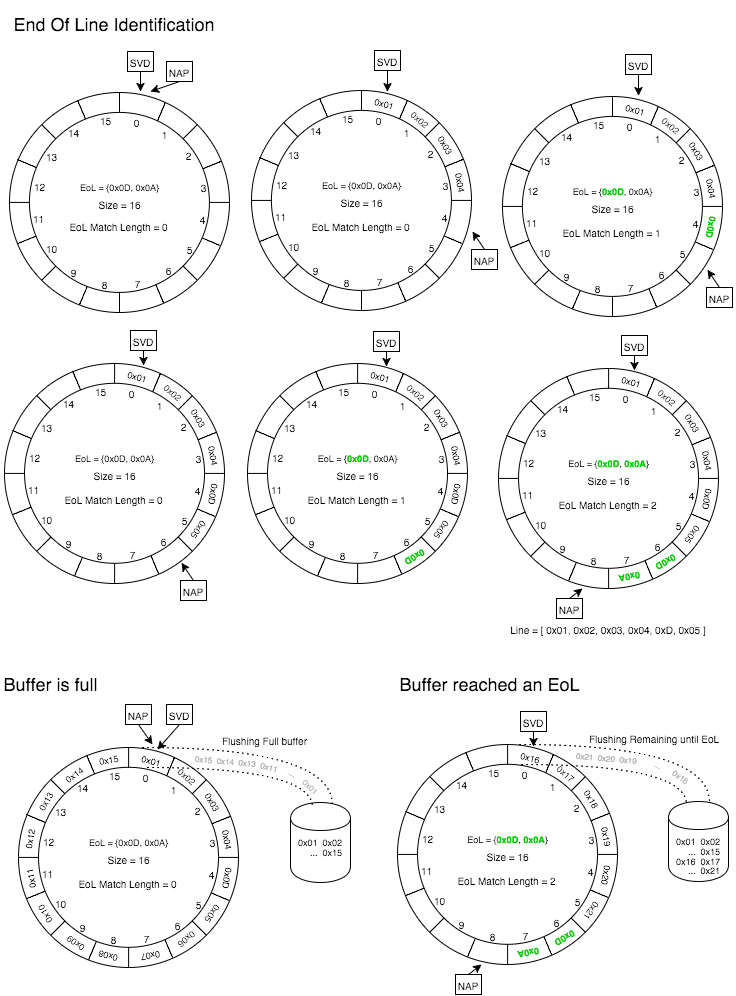 End Of Line Identification
SVD
NAP
0
1
2
3
4
5
6
7
8
9
10
11
12
13
14
15
EoL = {0x0D, 0x0A}
Size = 16
EoL Match Length = 0
SVD
NAP
0x01
0x02
0x03
0x04
0
1
2
3
4
5
6
7
8
9
10
11
12
13
14
15
EoL = {0x0D, 0x0A}
Size = 16
EoL Match Length = 0
SVD
NAP
0x01
0x02
0x03
0x04
0x0D
0
1
2
3
4
5
6
7
8
9
10
11
12
13
14
15
EoL = {0x0D, 0x0A}
Size = 16
EoL Match Length = 1
SVD
NAP
0x01
0x02
0x03
0x04
0x0D
0x05
0
1
2
3
4
5
6
7
8
9
10
11
12
13
14
15
EoL = {0x0D, 0x0A}
Size = 16
EoL Match Length = 0
SVD
0x01
0x02
0x03
0x04
0x0D
0x05
0x0D
0
1
2
3
4
5
6
7
8
9
10
11
12
13
14
15
EoL = {0x0D, 0x0A}
Size = 16
EoL Match Length = 1
SVD
NAP
0x01
0x02
0x03
0x04
0x0D
0x05
0x0D
0x0A
0
1
2
3
4
5
6
7
8
9
10
11
12
13
14
15
EoL = {0x0D, 0x0A}
Size = 16
EoL Match Length = 2
Line = [ 0x01, 0x02, 0x03, 0x04, 0xD, 0x05 ]
Buffer is full
NAP
SVD
Flushing Full buffer
0x15 0x14 0x13 0x11 ... 0x01
0x01
0x02
0x03
0x04
0x0D
0x05
0x06
0x07
0x08
0x09
0x10
0x11
0x12
0x13
0x14
0x15
0
1
2
3
4
5
6
7
8
9
10
11
12
13
14
15
EoL = {0x0D, 0x0A}
Size = 16
EoL Match Length = 0
0x01 0x02
... 0x15
Buffer reached an EoL
SVD
NAP
Flushing Remaining until EoL
0x21 0x20 0x19 ... 0x16
0x16
0x17
0x18
0x19
0x20
0x21
0x0D
0x0A
0
1
2
3
4
5
6
7
8
9
10
11
12
13
14
15
EoL = {0x0D, 0x0A}
Size = 16
EoL Match Length = 2
0x01 0x02
... 0x15
0x16 0x17
... 0x21